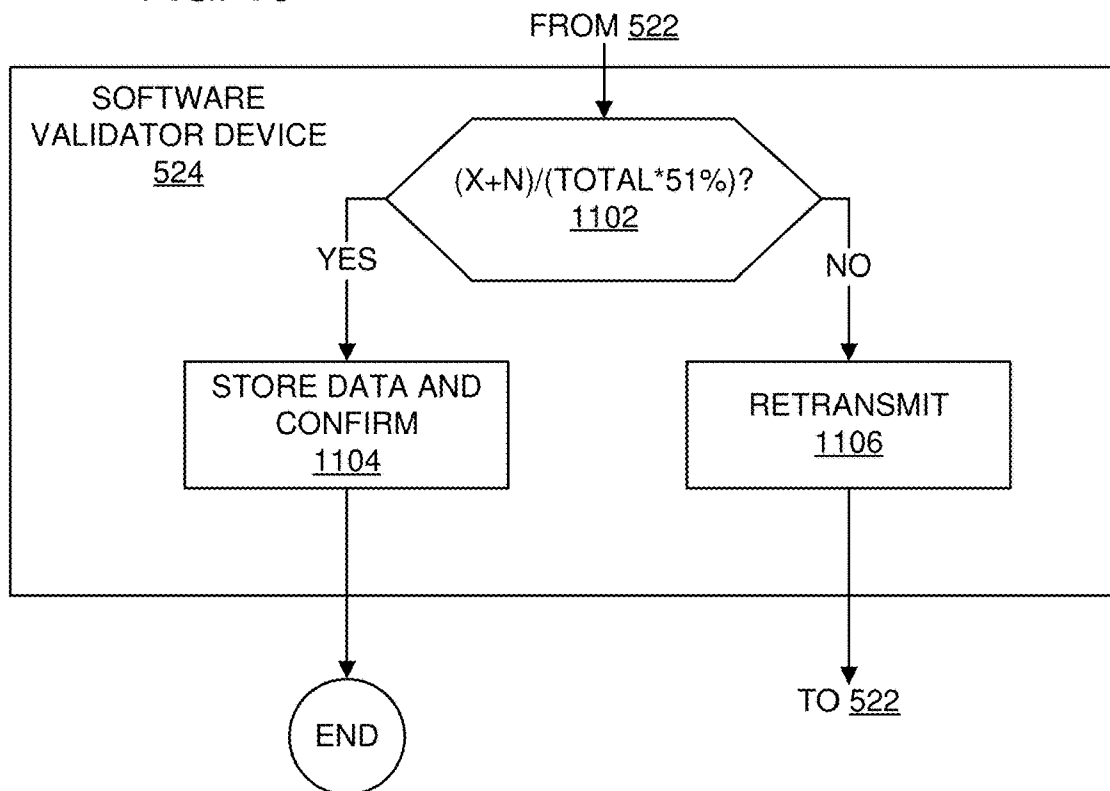 FROM 522
SOFTWARE
VALIDATOR DEVICE
524
(X+N)/(TOTAL*51%)?
1102
YES
NO
STORE DATA AND
CONFIRM
1104
RETRANSMIT
1106
TO 522
END